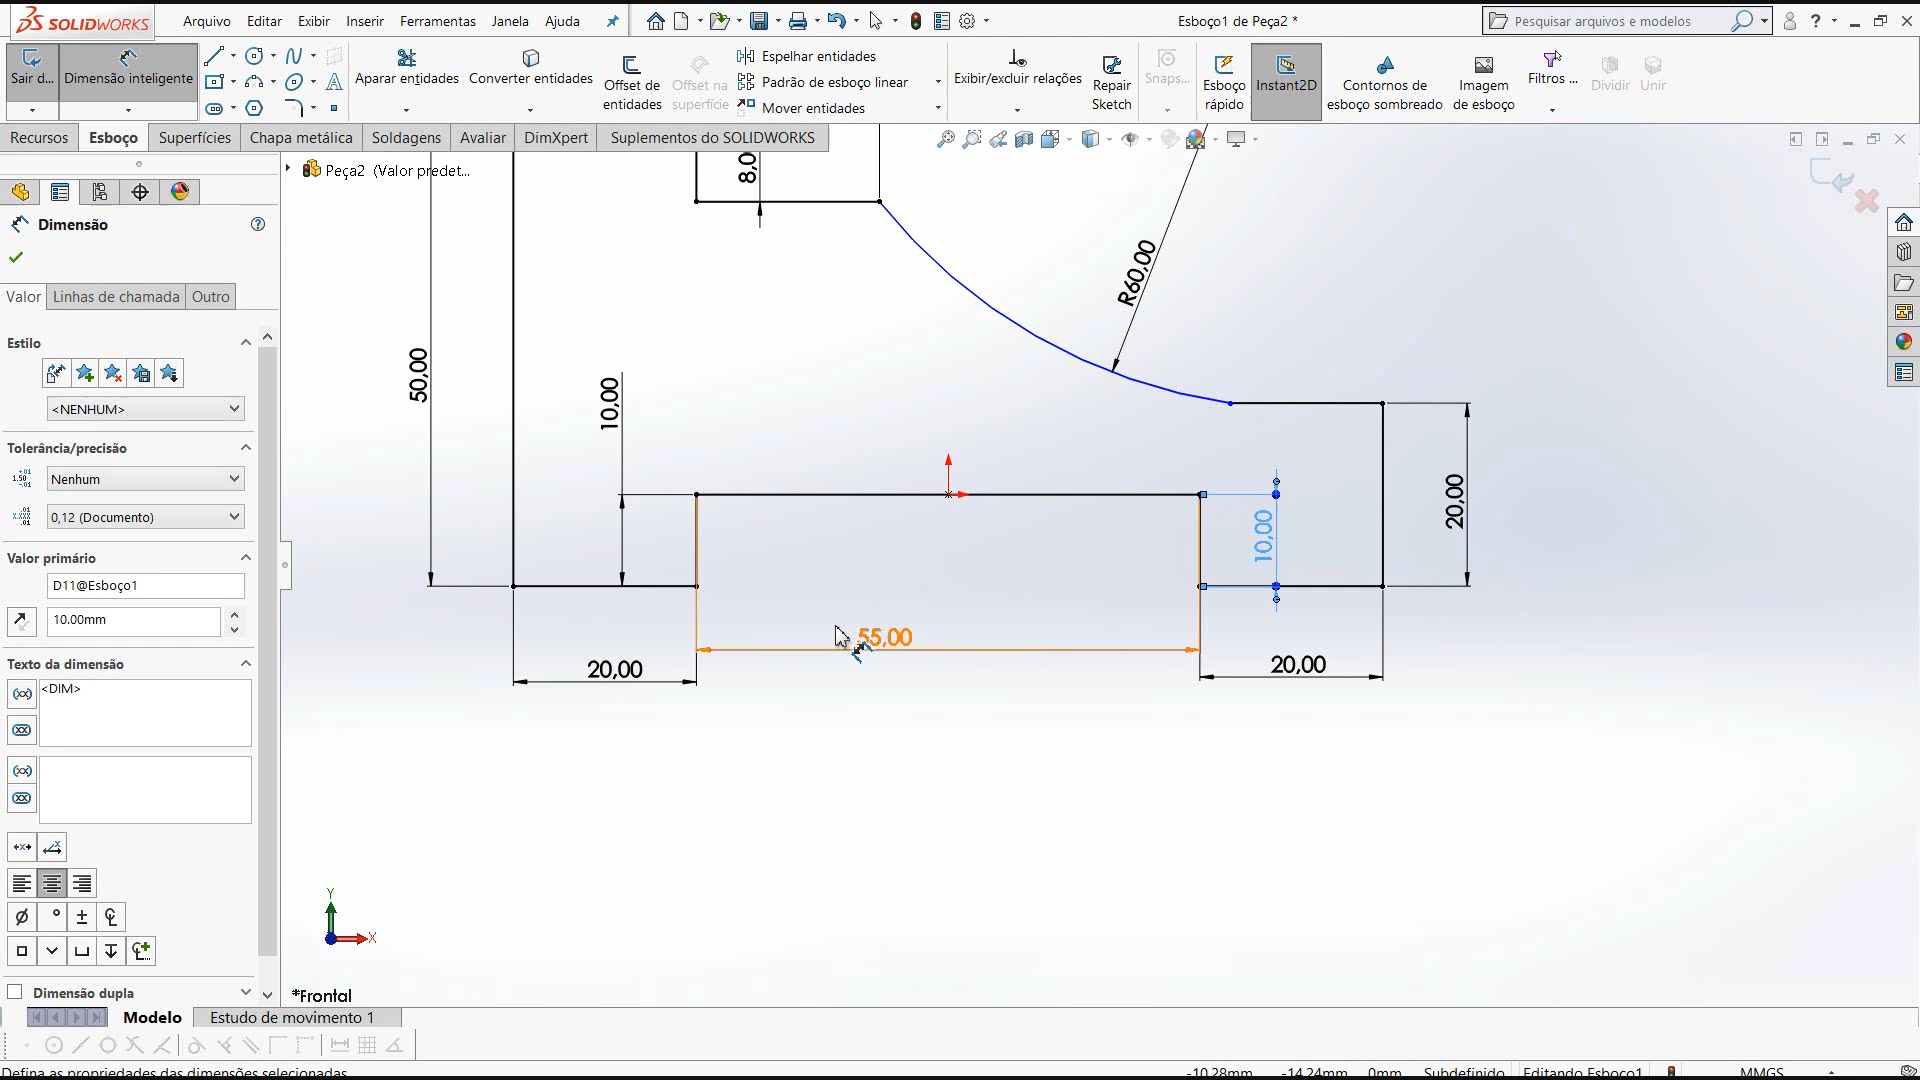 SOLIDWORKS
Arquivo Editar Exibir Inserir Ferramentas Janela Ajuda
Esboço1 de Peça2 *
Pesquisar arquivos e modelos
Sair d...
Dimensão inteligente
Aparar entidades
Converter entidades
Offset de entidades
Offset na superfície
Espelhar entidades
Padrão de esboço linear
Mover entidades
Exibir/excluir relações
Repair Sketch
Snaps...
Esboço rápido
Instant2D
Contornos de esboço sombreado
Imagem de esboço
Filtros ...
Dividir
Unir
Recursos Esboço Superfícies Chapa metálica Soldagens Avaliar DimXpert Suplementos do SOLIDWORKS
Peça2 (Valor predet...
Dimensão
Valor Linhas de chamada Outro
Estilo
<NENHUM>
Tolerância/precisão
Nenhum
0,12 (Documento)
Valor primário
D11@Esboço1
10.00mm
Texto da dimensão
<DIM>
Dimensão dupla
8,0
R60,00
50,00
10,00
10,00
20,00
55,00
20,00
20,00
Y
X
*Frontal
Modelo Estudo de movimento 1
Defina as propriedades das dimensões selecionadas
-10.28mm -14.24mm 0mm Subdefinido Editando Esboço1 MMGS